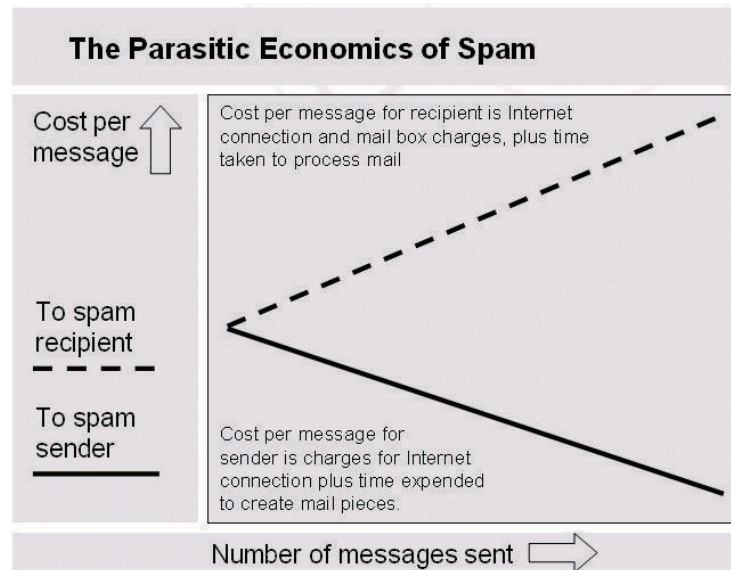 The Parasitic Economics of Spam
Cost per
message
Cost per message for recipient is Internet
connection and mail box charges, plus time
taken to process mail
To spam
recipient
To spam
sender
Cost per message for
sender is charges for Internet
connection plus time expended
to create mail pieces.
Number of messages sent